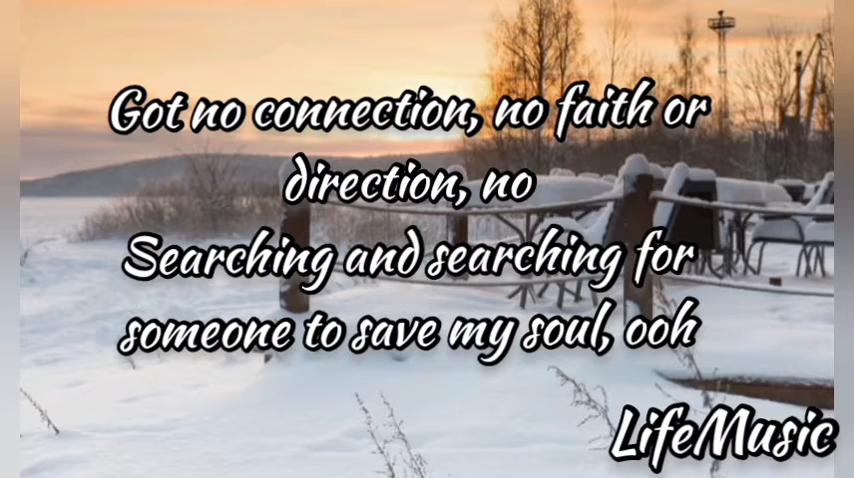 Got no connection, no faith or
direction, no
Searching and searching for
someone to save my soul, ooh
LifeMusic